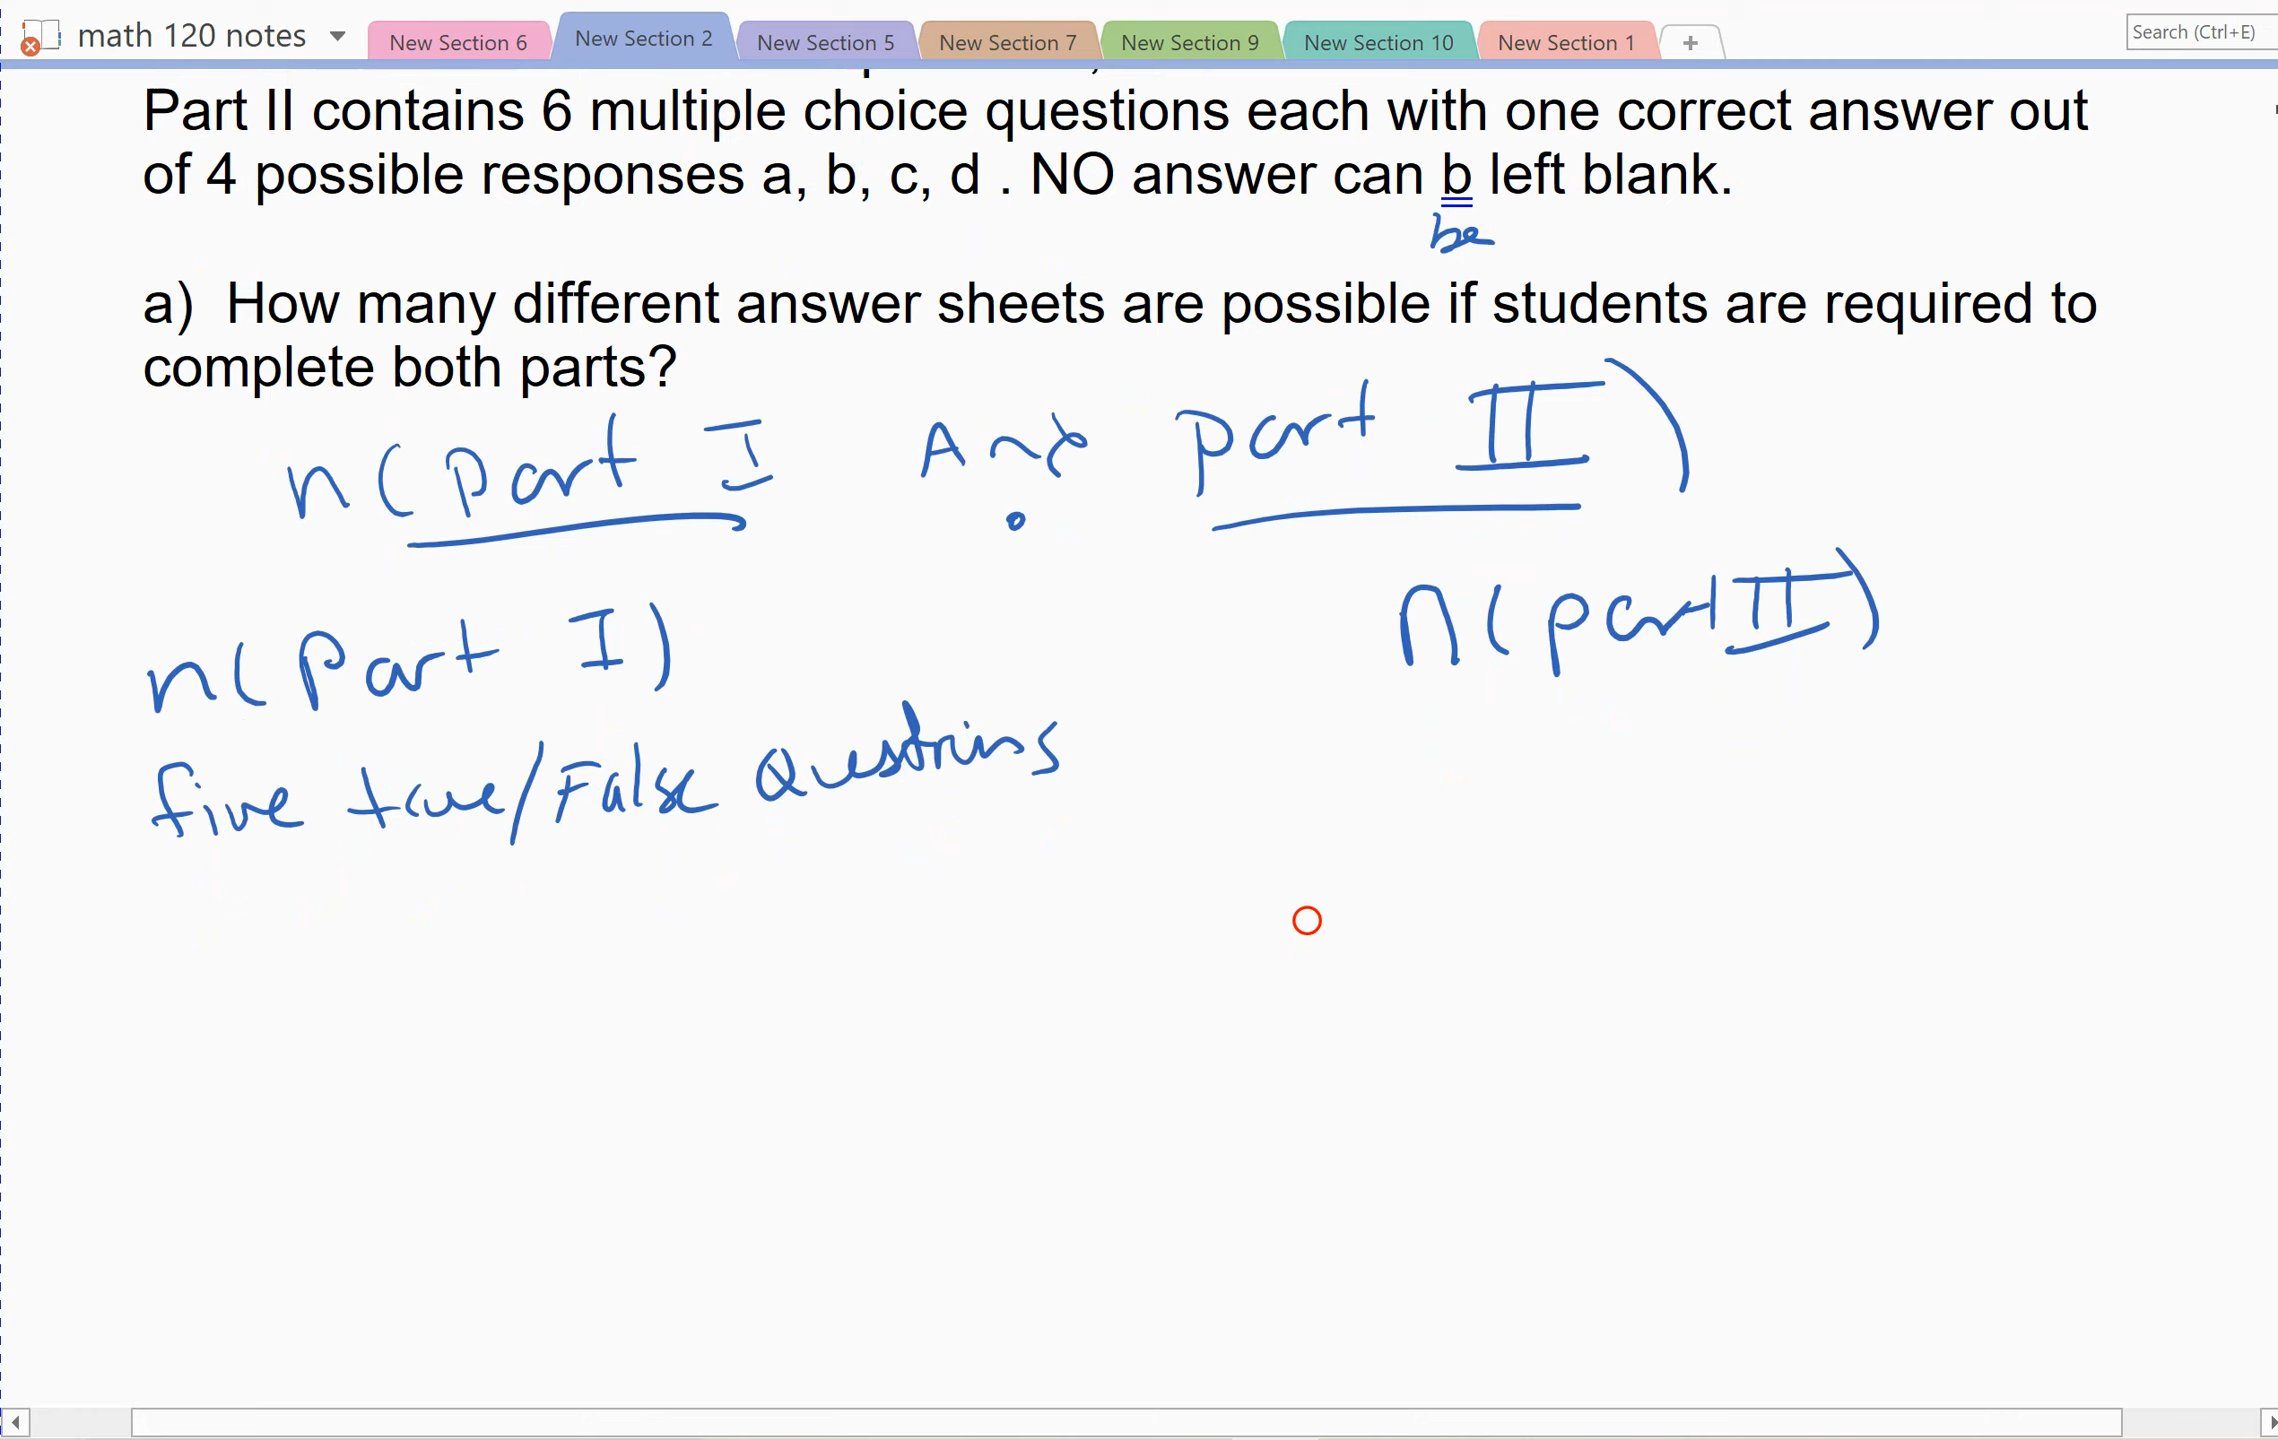 math 120 notes New Section 6 New Section 2 New Section 5 New Section 7 New Section 9 New Section 10 New Section 1 + Search (Ctrl+E)
Part II contains 6 multiple choice questions each with one correct answer out
of 4 possible responses a, b, c, d . NO answer can b left blank.
be
a) How many different answer sheets are possible if students are required to
complete both parts?
n(Part I And part II)
n(Part I) n(part II)
five true/False Questions